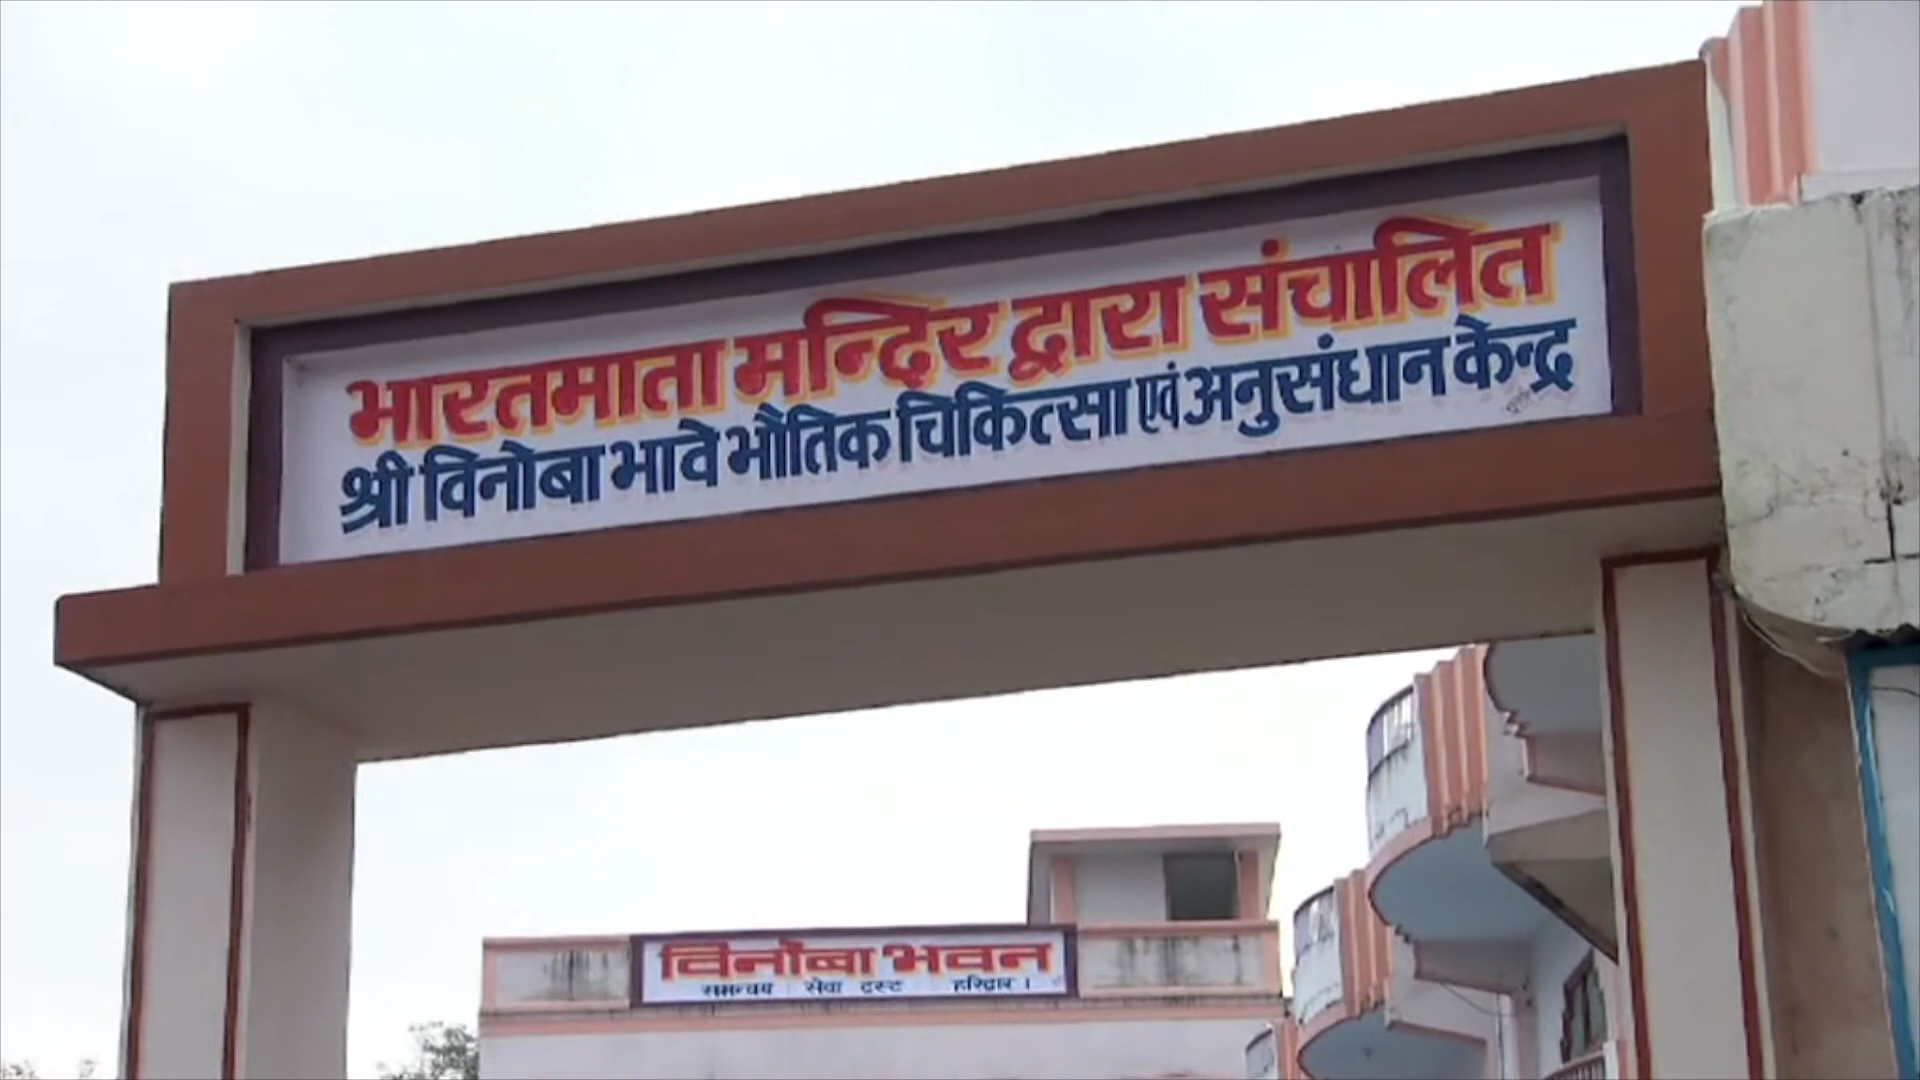 भारतमाता मन्दिर द्वारा संचालित
श्री विनोबा भावे भौतिक चिकित्सा एवं अनुसंधान केन्द्र
विनोबा भवन
समन्वय सेवा ट्रस्ट हरिद्वार ।